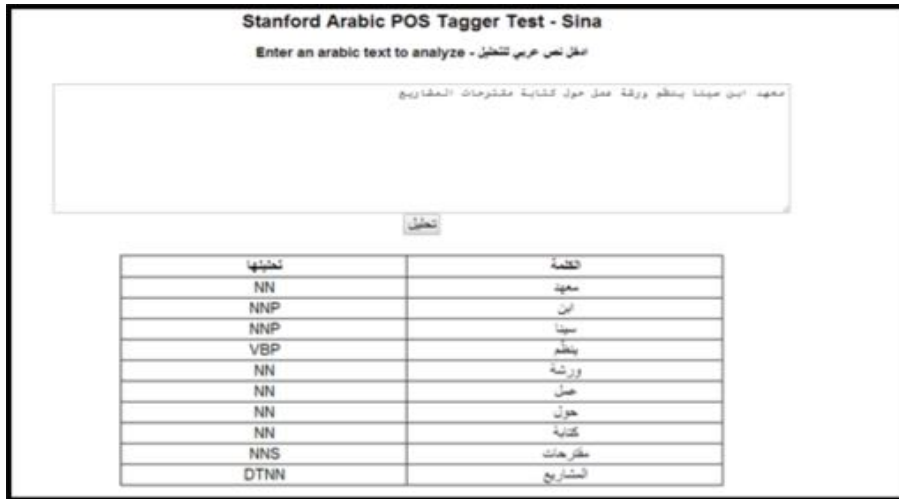 Stanford Arabic POS Tagger Test - Sina
Enter an arabic text to analyze - ادخل نص عربي للتحليل
معهد ابن سينا ينظم ورشة عمل حول كتابة مقترحات المشاريع
تحليل
الكلمة تحليلها
معهد NN
ابن NNP
سينا NNP
ينظّم VBP
ورشة NN
عمل NN
حول NN
كتابة NN
مقترحات NNS
المشاريع DTNN